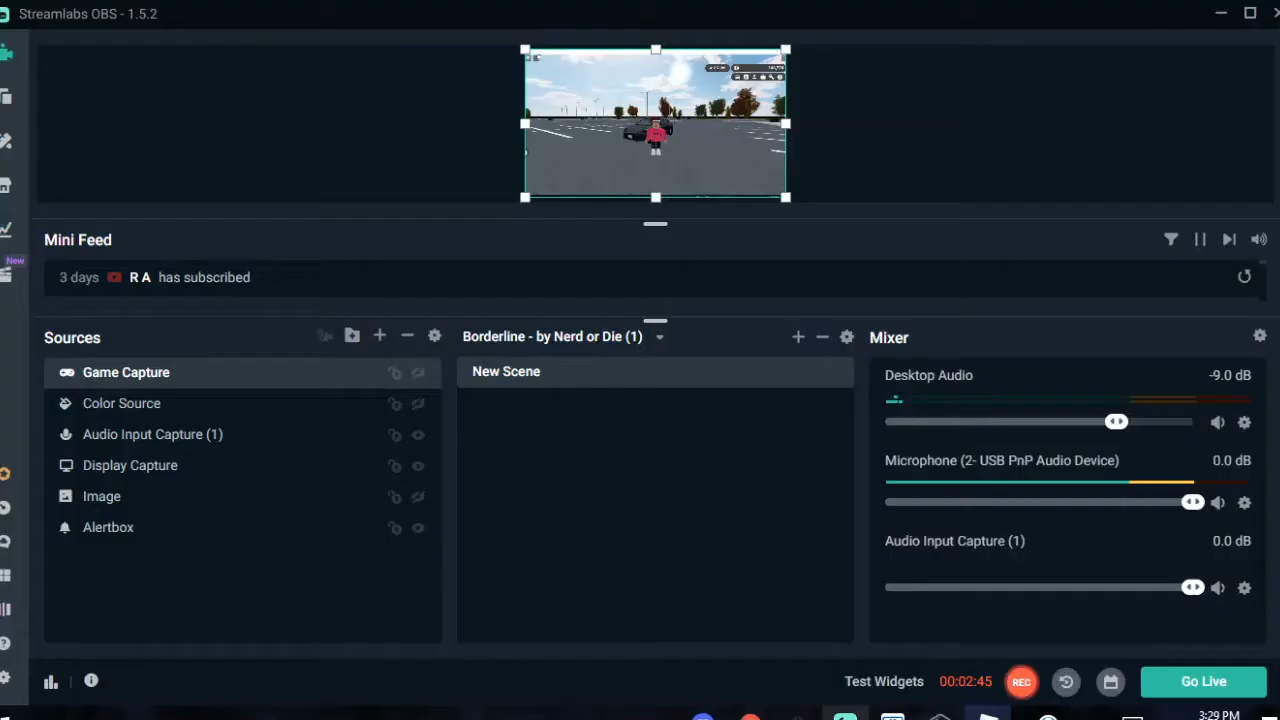 Streamlabs OBS - 1.5.2
Mini Feed
New
3 days R A has subscribed
Sources
Borderline - by Nerd or Die (1)
Mixer
Game Capture
Color Source
Audio Input Capture (1)
Display Capture
Image
Alertbox
New Scene
Desktop Audio -9.0 dB
Microphone (2- USB PnP Audio Device) 0.0 dB
Audio Input Capture (1) 0.0 dB
Test Widgets 00:02:45 REC Go Live
3:29 PM